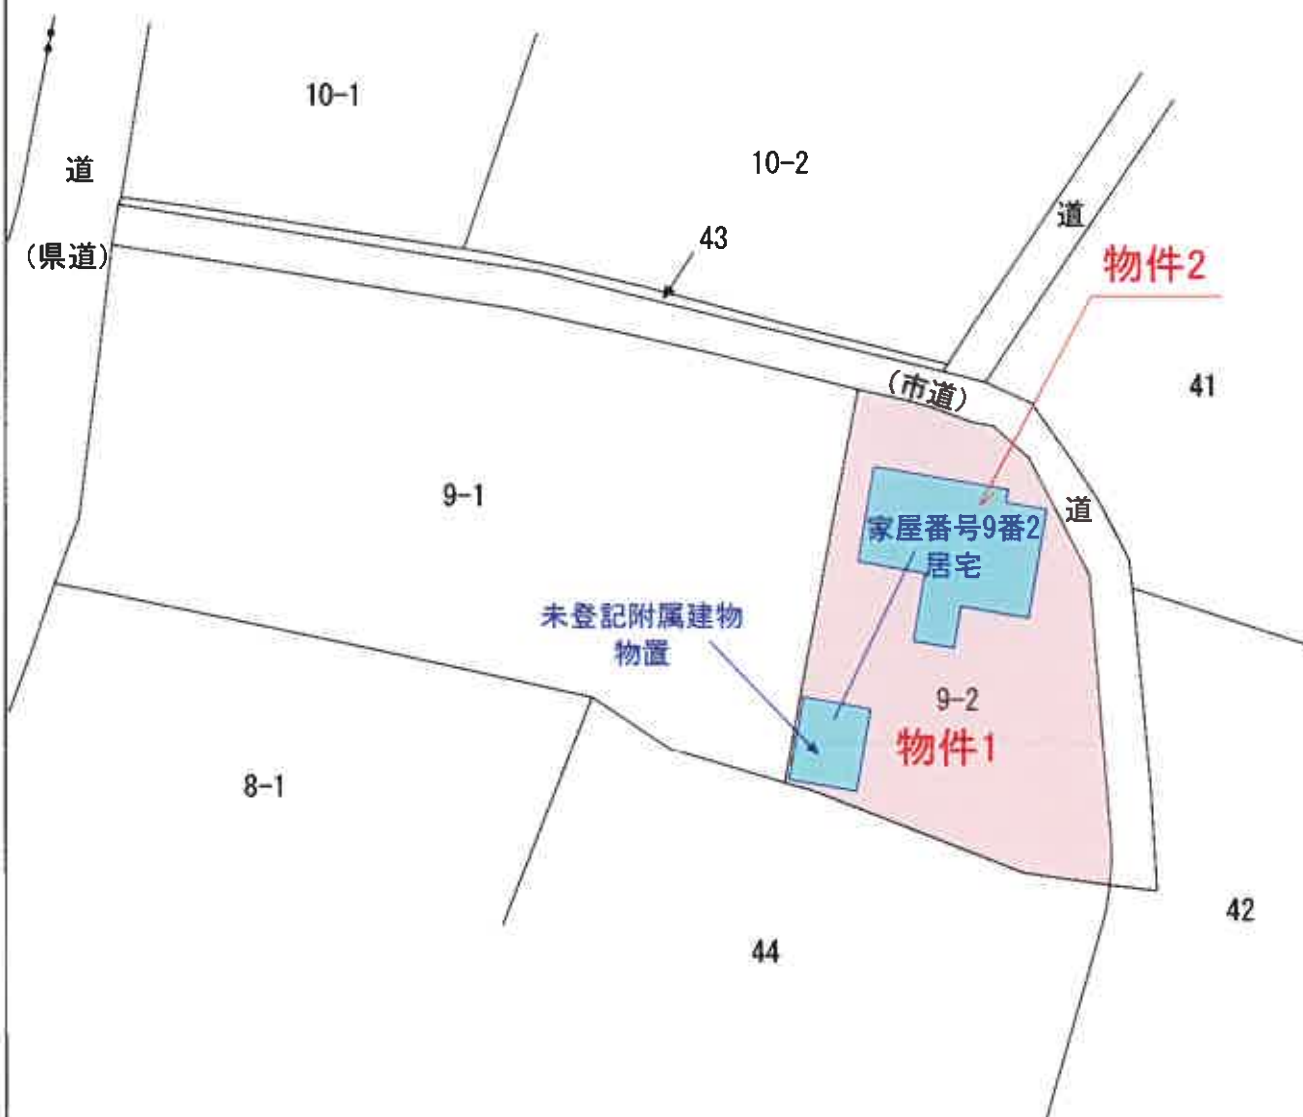 10-1
10-2
道
道
43
(県道)
物件2
(市道)
41
9-1
道
家屋番号9番2
居宅
未登記附属建物
物置
9-2
物件1
8-1
42
44